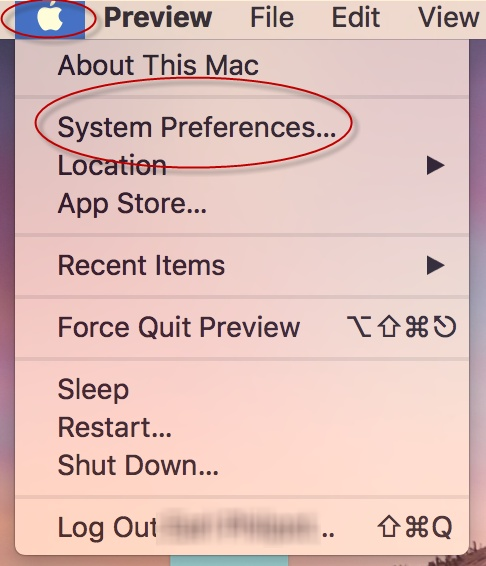 Preview File Edit View
About This Mac
System Preferences...
Location ▶
App Store...
Recent Items ▶
Force Quit Preview ⌥⇧⌘⎋
Sleep
Restart...
Shut Down...
Log Out .. ⇧⌘Q